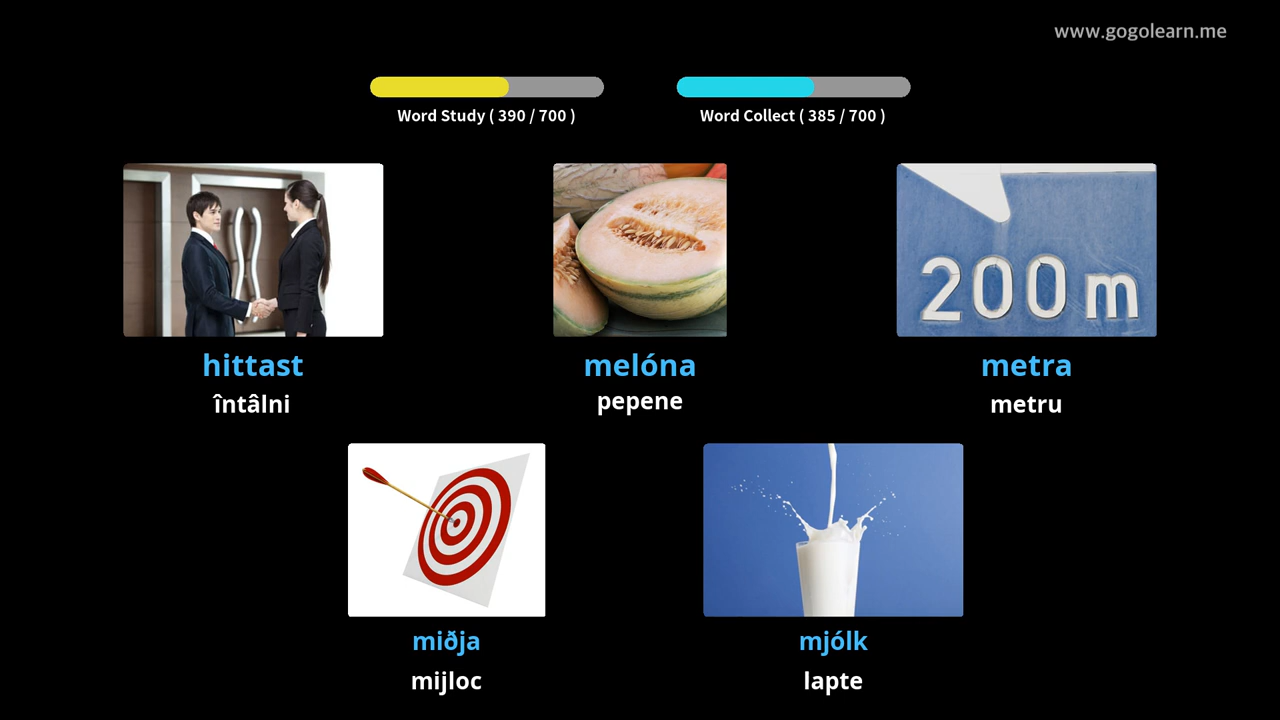 www.gogolearn.me
Word Study ( 390 / 700 )
Word Collect ( 385 / 700 )
200m
hittast
melóna
metra
întâlni
pepene
metru
miðja
mjólk
mijloc
lapte